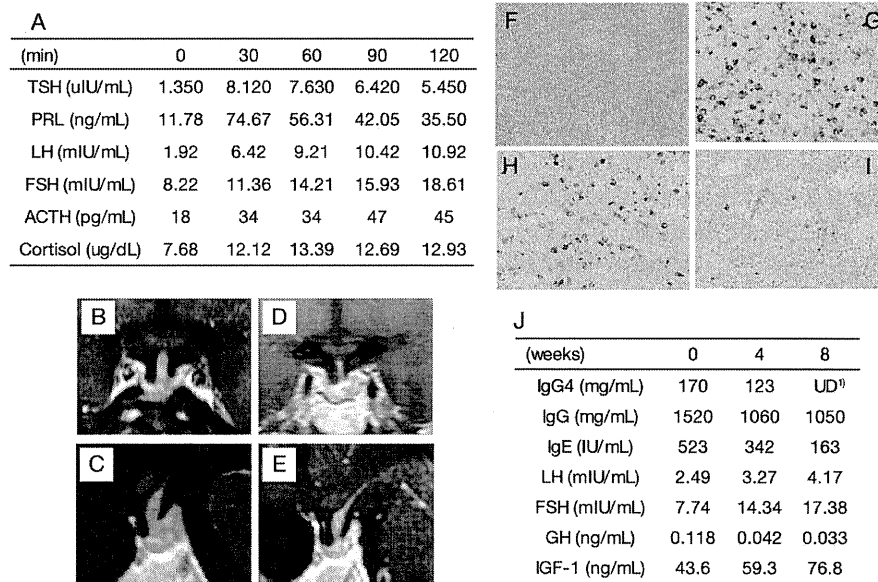 A
(min) 0 30 60 90 120
TSH (uIU/mL) 1.350 8.120 7.630 6.420 5.450
PRL (ng/mL) 11.78 74.67 56.31 42.05 35.50
LH (mIU/mL) 1.92 6.42 9.21 10.42 10.92
FSH (mIU/mL) 8.22 11.36 14.21 15.93 18.61
ACTH (pg/mL) 18 34 34 47 45
Cortisol (ug/dL) 7.68 12.12 13.39 12.69 12.93
B
D
C
E
F
G
H
I
J
(weeks) 0 4 8
IgG4 (mg/mL) 170 123 UD¹⁾
IgG (mg/mL) 1520 1060 1050
IgE (IU/mL) 523 342 163
LH (mIU/mL) 2.49 3.27 4.17
FSH (mIU/mL) 7.74 14.34 17.38
GH (ng/mL) 0.118 0.042 0.033
IGF-1 (ng/mL) 43.6 59.3 76.8